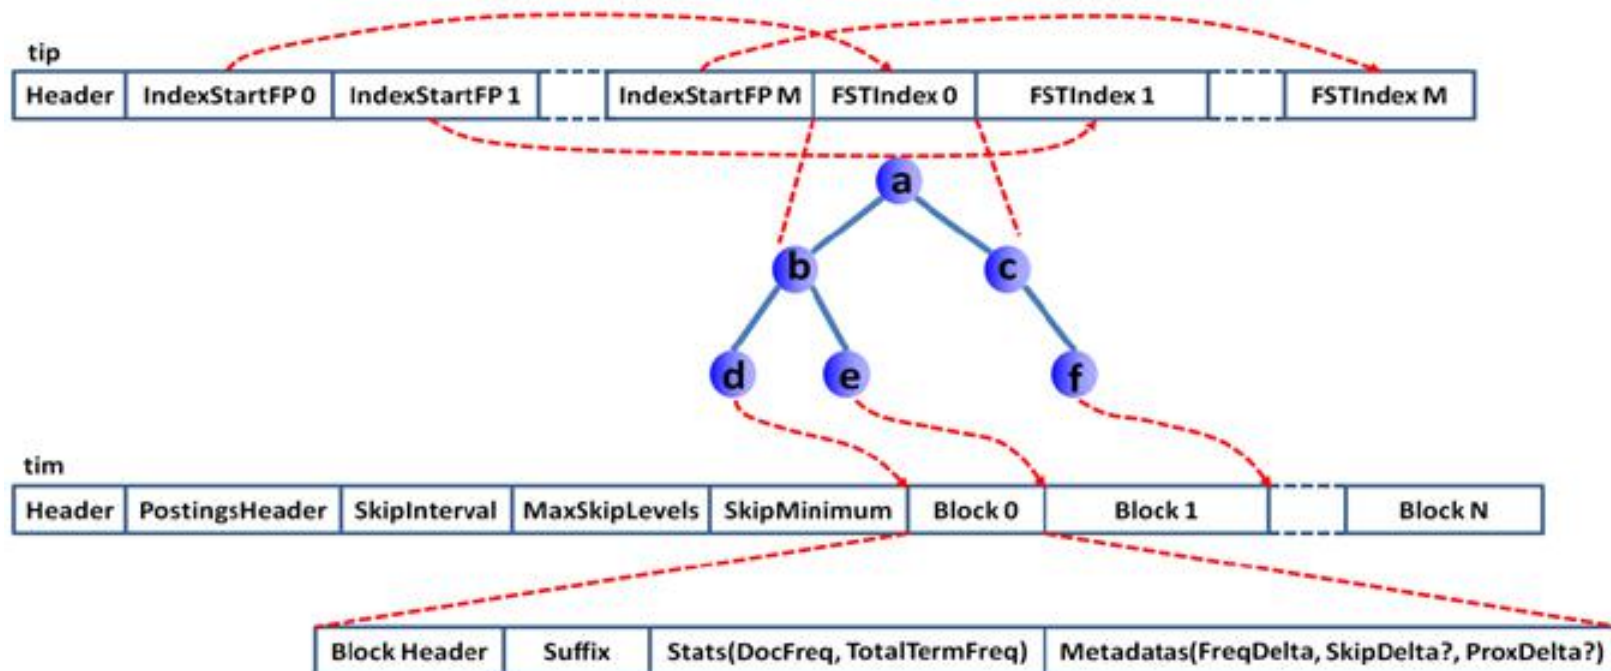 tip
Header IndexStartFP 0 IndexStartFP 1 IndexStartFP M FSTIndex 0 FSTIndex 1 FSTIndex M
a
b c
d e f
tim
Header PostingsHeader SkipInterval MaxSkipLevels SkipMinimum Block 0 Block 1 Block N
Block Header Suffix Stats(DocFreq, TotalTermFreq) Metadatas(FreqDelta, SkipDelta?, ProxDelta?)